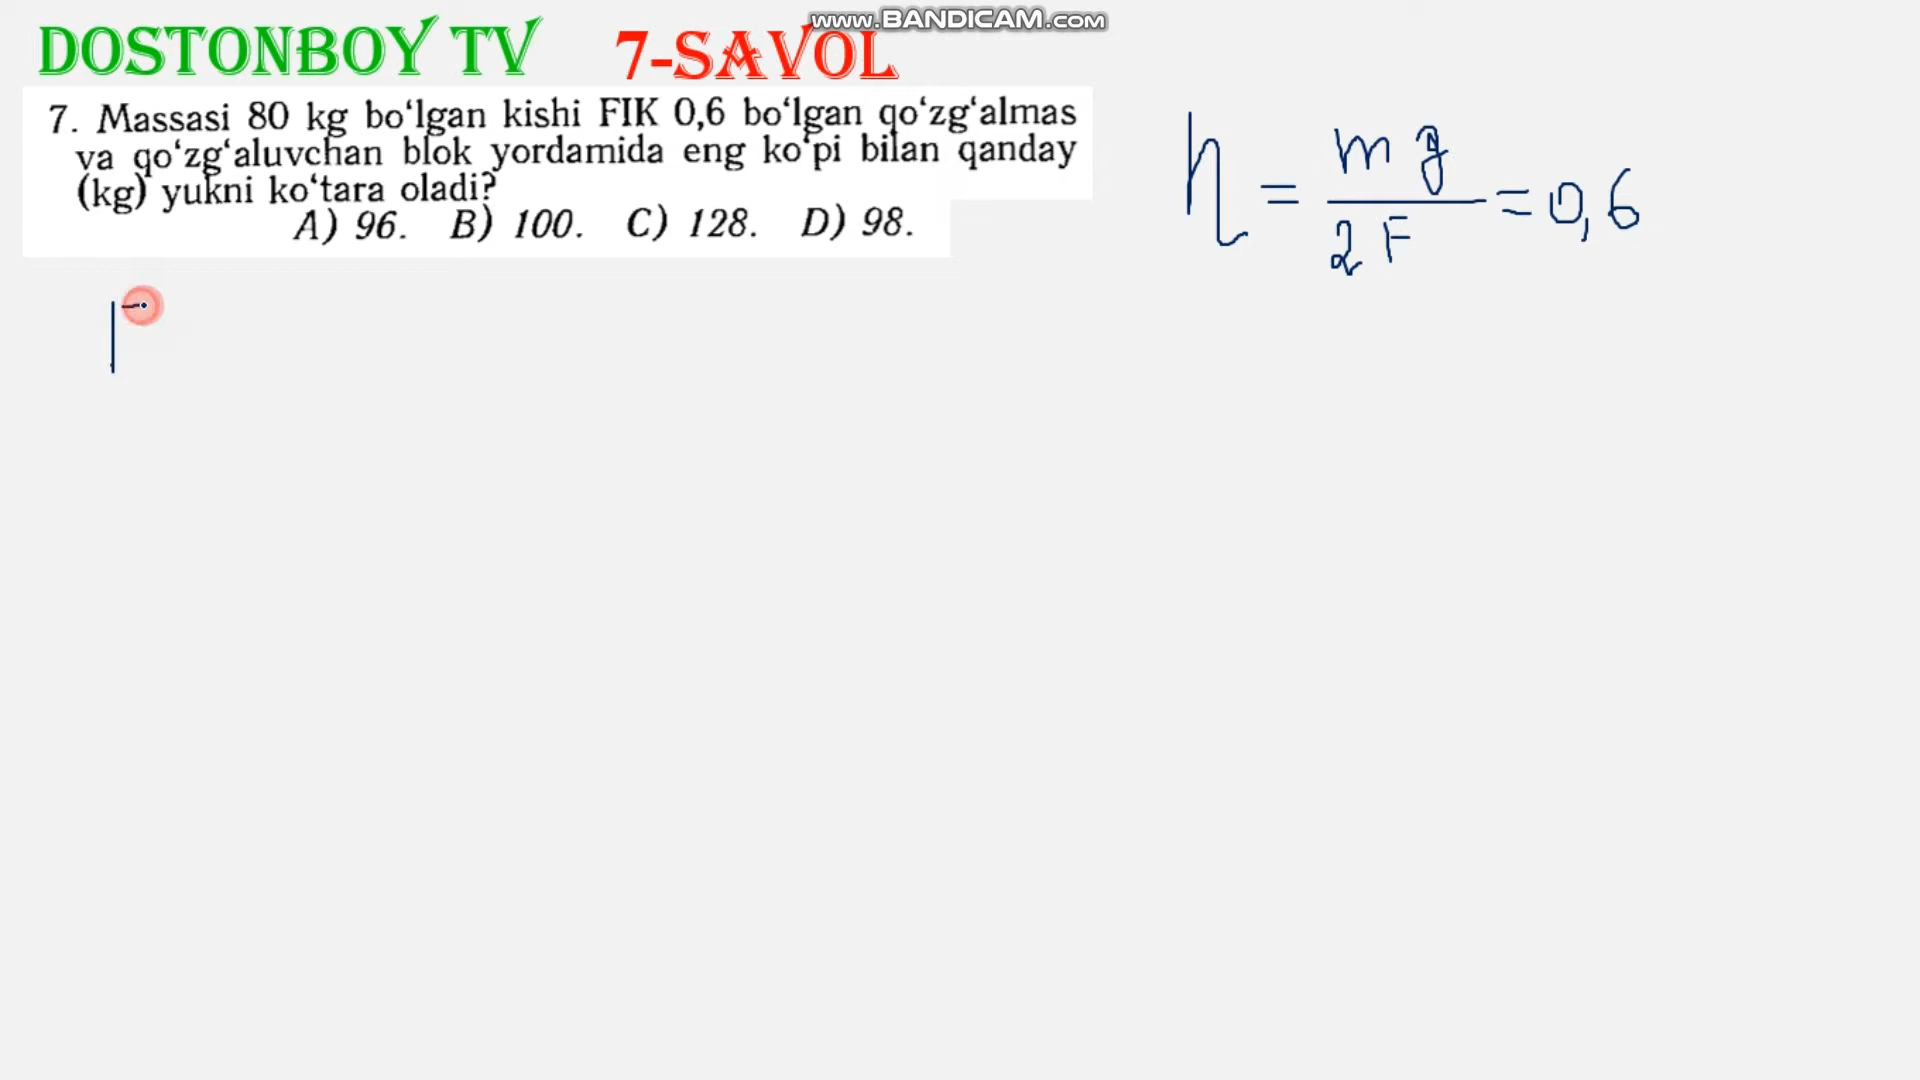 www.BANDICAM.com
DOSTONBOY TV 7-SAVOL
7. Massasi 80 kg bo‘lgan kishi FIK 0,6 bo‘lgan qo‘zg‘almas
va qo‘zg‘aluvchan blok yordamida eng ko‘pi bilan qanday
(kg) yukni ko‘tara oladi?
A) 96. B) 100. C) 128. D) 98.
η = mg / 2F = 0,6